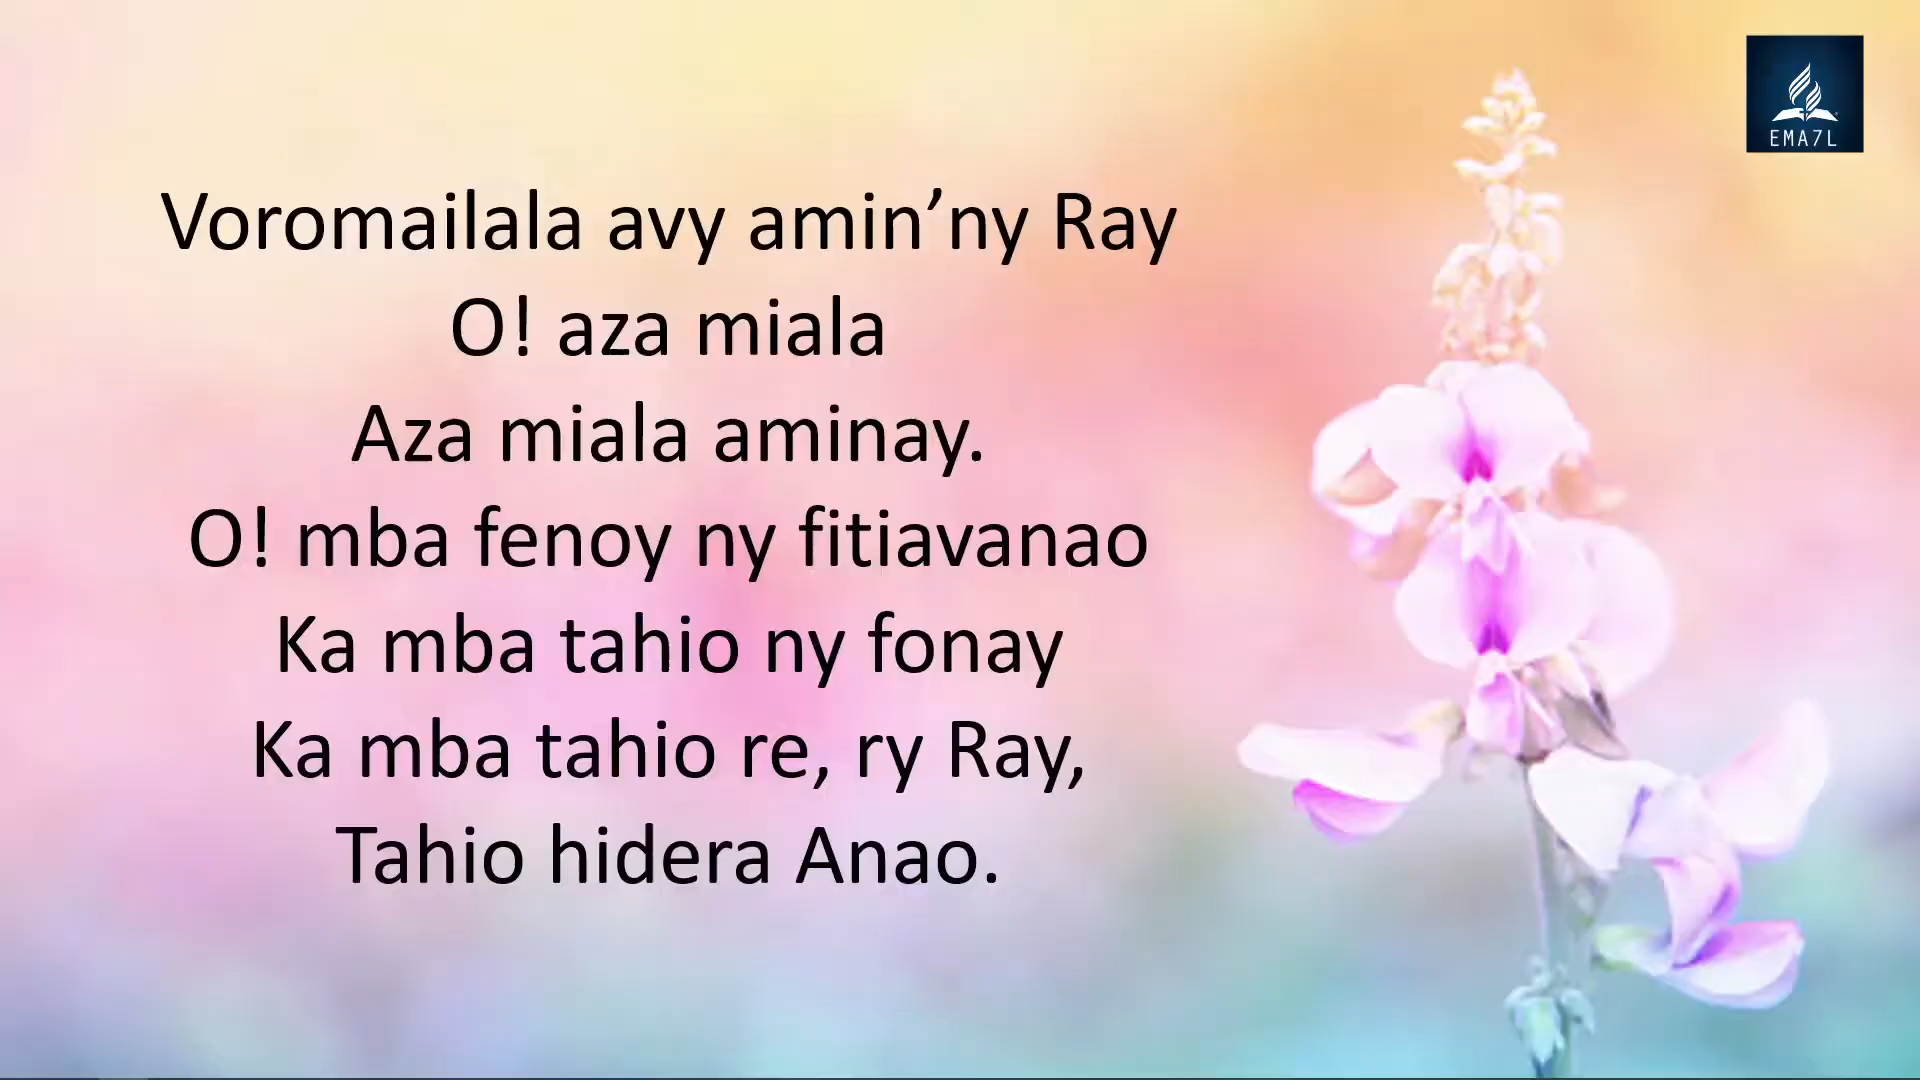 Voromailala avy amin’ny Ray
O! aza miala
Aza miala aminay.
O! mba fenoy ny fitiavanao
Ka mba tahio ny fonay
Ka mba tahio re, ry Ray,
Tahio hidera Anao.
EMA7L